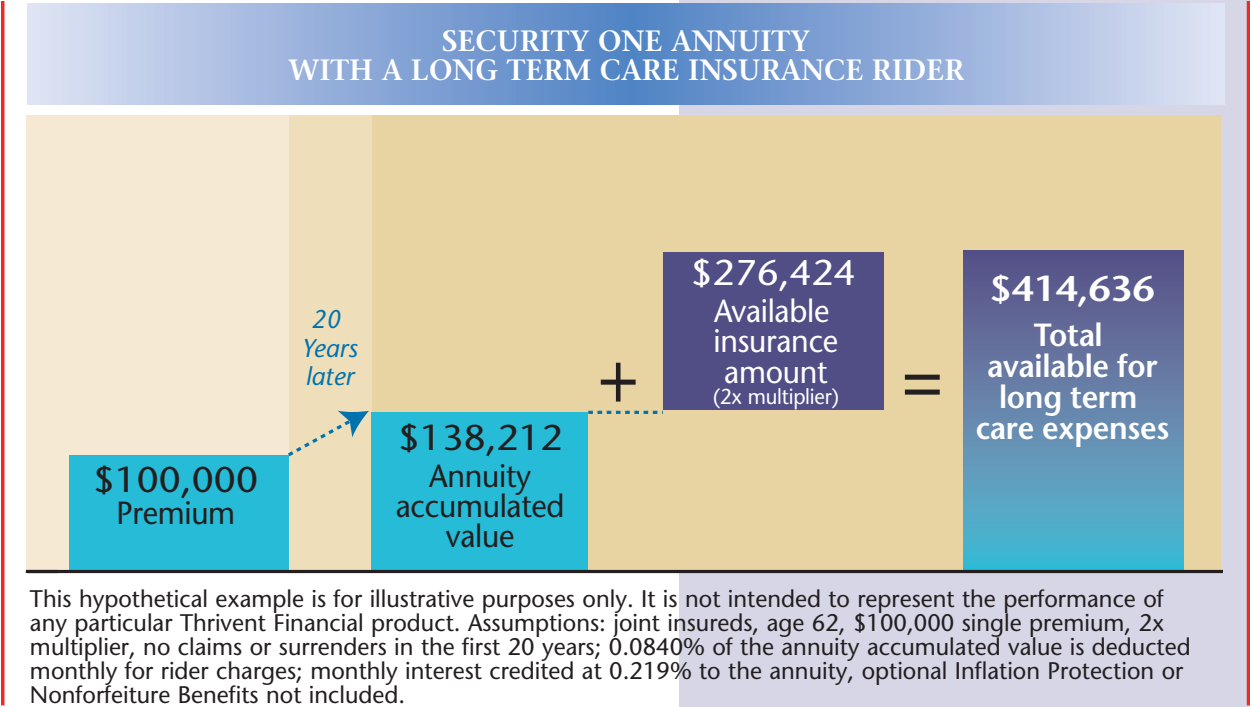 SECURITY ONE ANNUITY
WITH A LONG TERM CARE INSURANCE RIDER
$100,000
Premium
20
Years
later
$138,212
Annuity
accumulated
value
+
$276,424
Available
insurance
amount
(2x multiplier)
=
$414,636
Total
available for
long term
care expenses
This hypothetical example is for illustrative purposes only. It is not intended to represent the performance of
any particular Thrivent Financial product. Assumptions: joint insureds, age 62, $100,000 single premium, 2x
multiplier, no claims or surrenders in the first 20 years; 0.0840% of the annuity accumulated value is deducted
monthly for rider charges; monthly interest credited at 0.219% to the annuity, optional Inflation Protection or
Nonforfeiture Benefits not included.